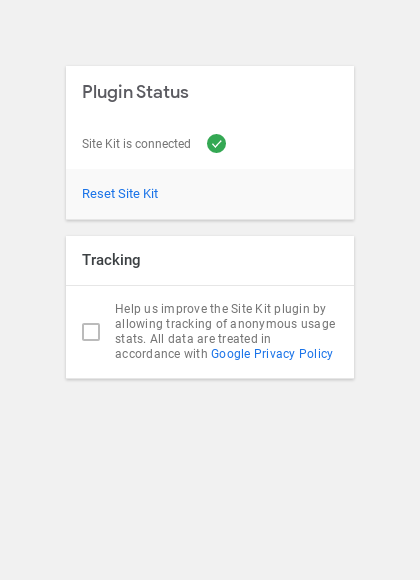 Plugin Status
Site Kit is connected
Reset Site Kit
Tracking
Help us improve the Site Kit plugin by
allowing tracking of anonymous usage
stats. All data are treated in
accordance with Google Privacy Policy